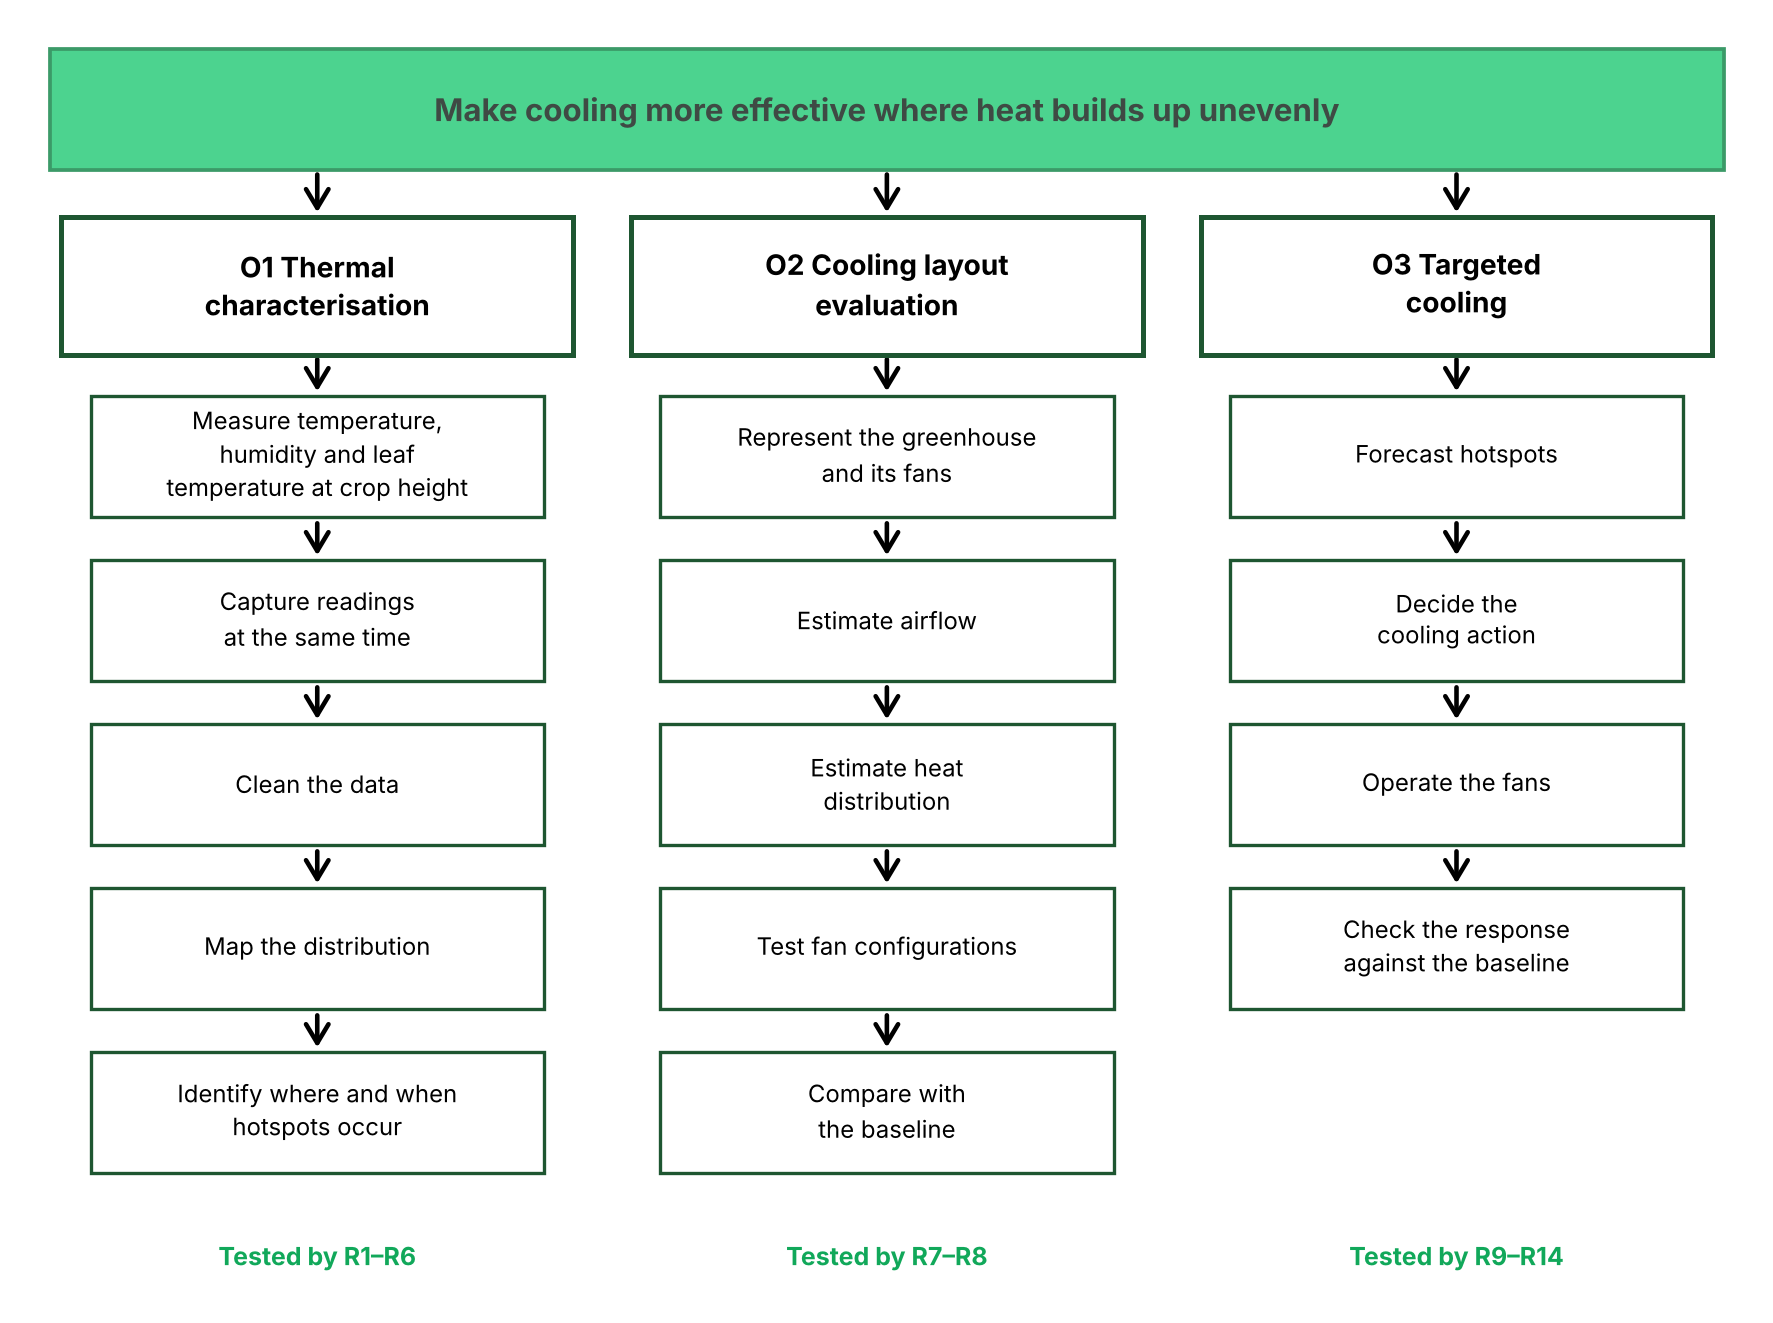 Make cooling more effective where heat builds up unevenly
O1 Thermal
characterisation
Measure temperature,
humidity and leaf
temperature at crop height
Capture readings
at the same time
Clean the data
Map the distribution
Identify where and when
hotspots occur
Tested by R1–R6
O2 Cooling layout
evaluation
Represent the greenhouse
and its fans
Estimate airflow
Estimate heat
distribution
Test fan configurations
Compare with
the baseline
Tested by R7–R8
O3 Targeted
cooling
Forecast hotspots
Decide the
cooling action
Operate the fans
Check the response
against the baseline
Tested by R9–R14